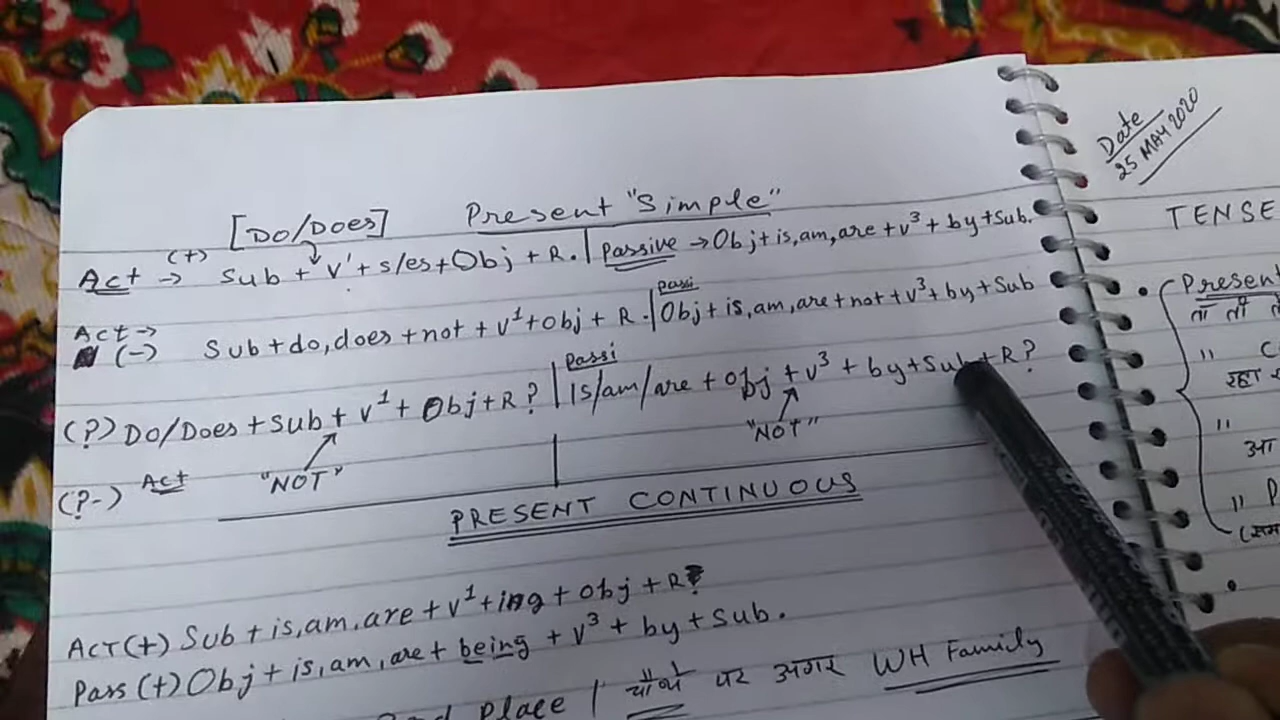 [DO/DOES] Present "Simple"
Act (+) → Sub + V' + s/es + Obj + R. | Passive → Obj + is, am, are + v³ + by + Sub.
Act → (-) Sub + do, does + not + v¹ + obj + R. | passi Obj + is, am, are + not + v³ + by + Sub
(?) Do/Does + Sub + v¹ + Obj + R? | passi Is/am/are + obj + v³ + by + Sub + R?
(?-) Act "NOT" "NOT"
PRESENT CONTINUOUS
ACT (+) Sub + is, am, are + v¹ + ing + obj + R?
Pass (+) Obj + is, am, are + being + v³ + by + Sub.
Place | पर अगर WH Family
Date
25 MAY 2020
TENSE
Presen
ता ती
" C
रहा
"
आ
" P